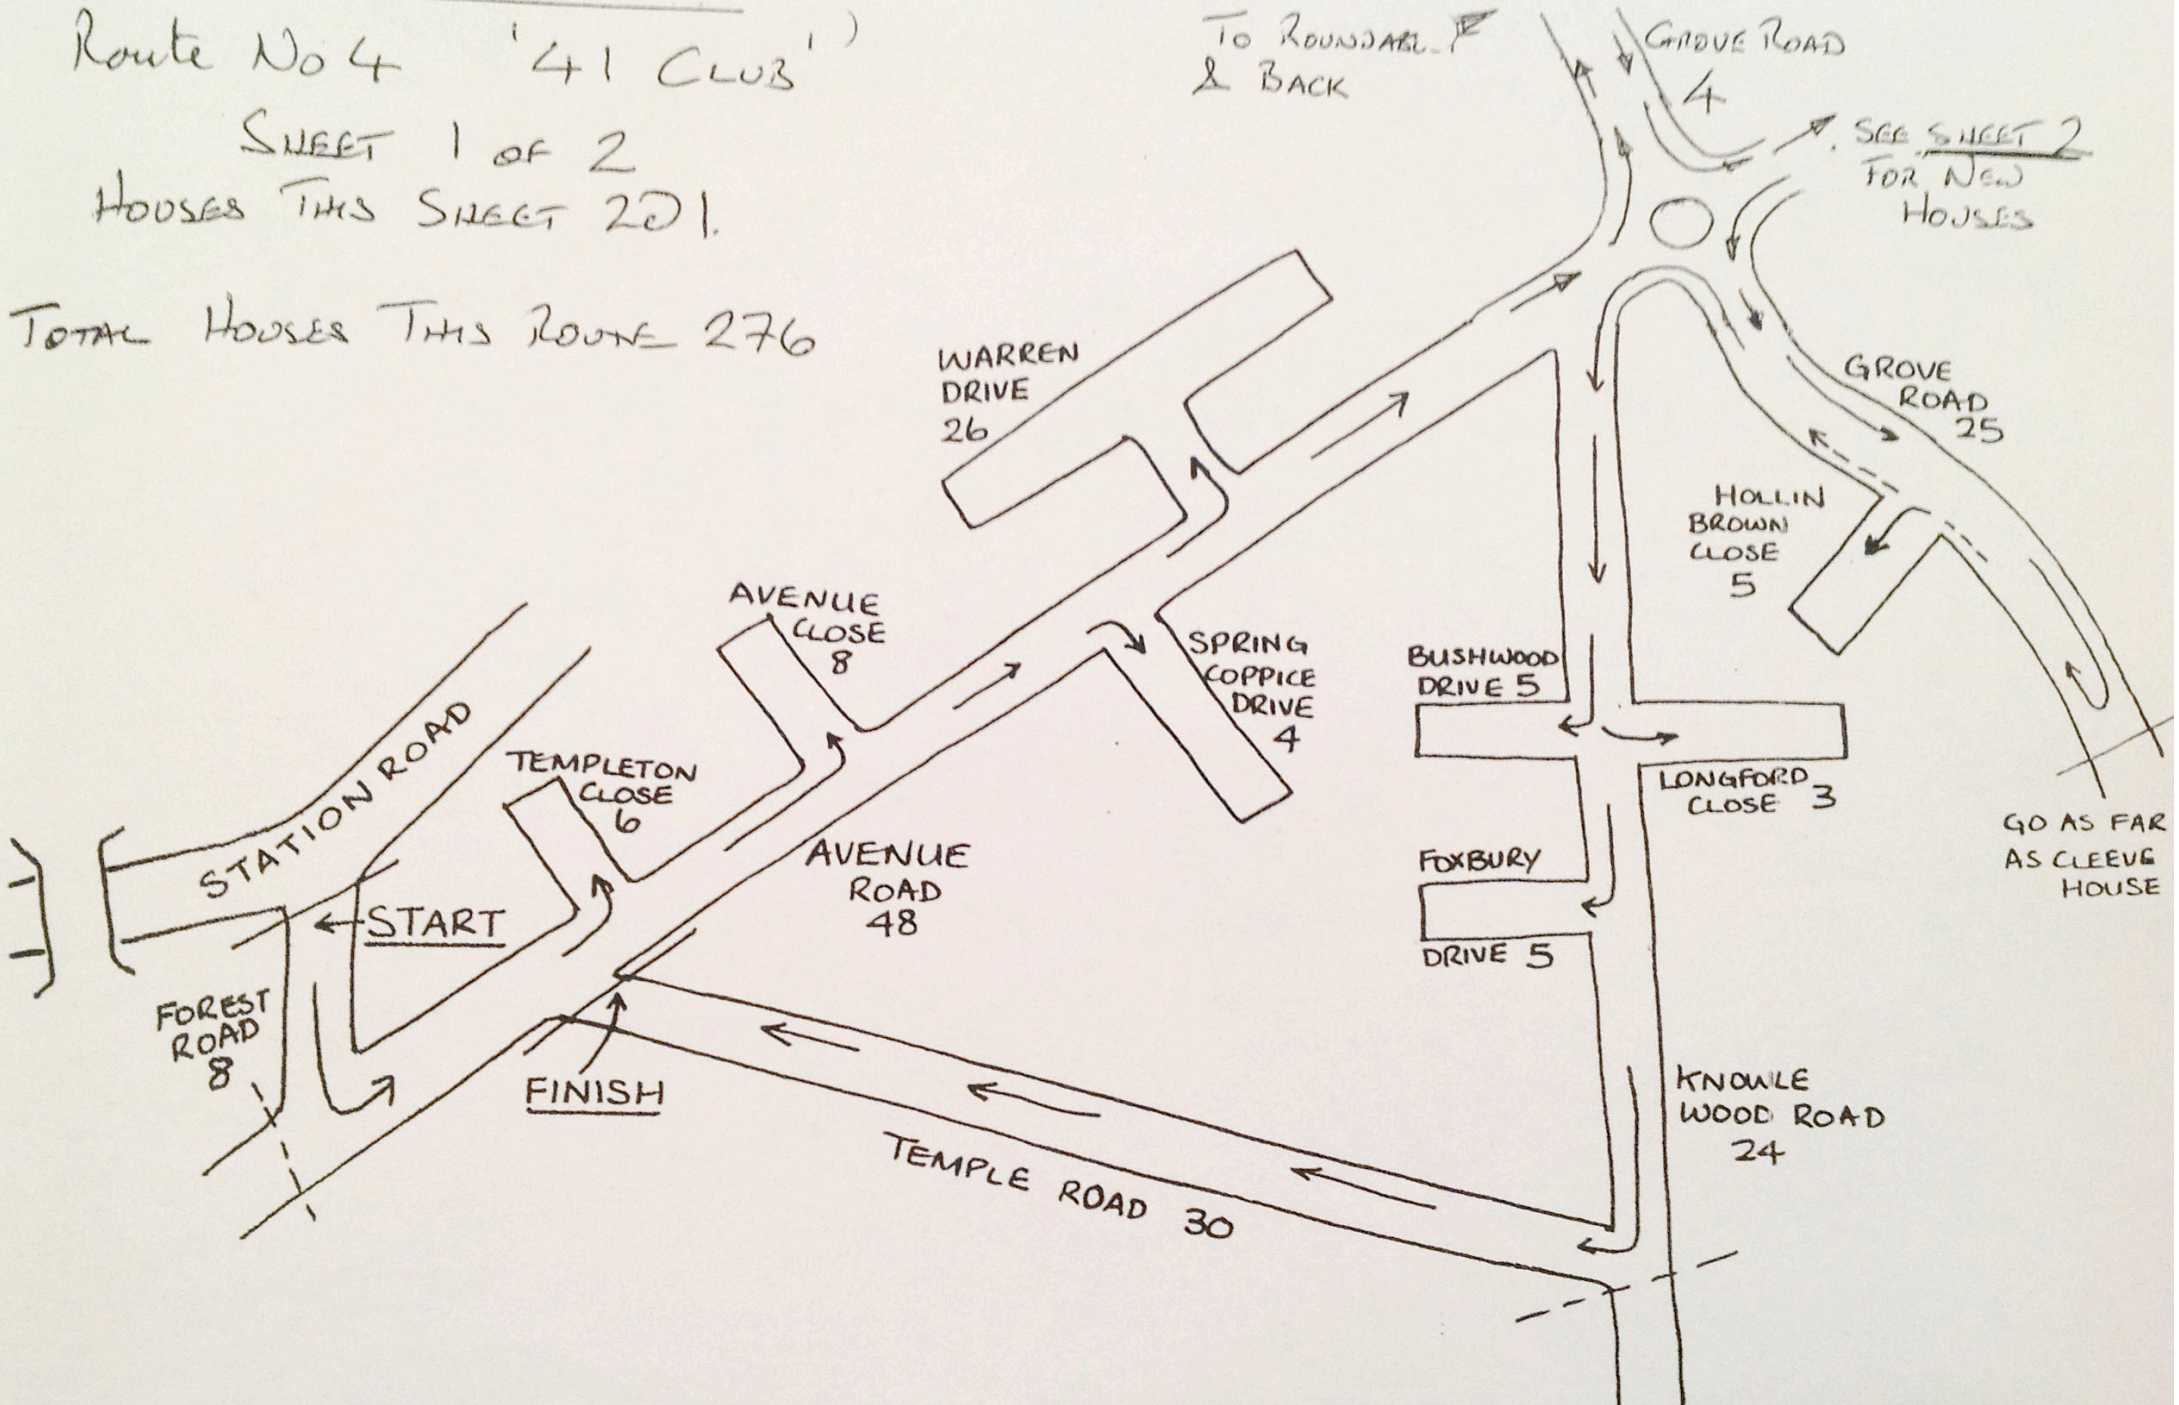 Route No 4 '41 CLUB')
SHEET 1 OF 2
HOUSES THIS SHEET 201.
TOTAL HOUSES THIS ROUTE 276
TO ROUNDAB
& BACK
GROVE ROAD
4
SEE SHEET 2
FOR NEW
HOUSES
WARREN
DRIVE
26
GROVE
ROAD
25
HOLLIN
BROWN
CLOSE
5
AVENUE
CLOSE
8
SPRING
COPPICE
DRIVE
4
BUSHWOOD
DRIVE 5
LONGFORD
CLOSE 3
STATION ROAD
TEMPLETON
CLOSE
6
AVENUE
ROAD
48
GO AS FAR
AS CLEEVE
HOUSE
FOXBURY
DRIVE 5
START
FOREST
ROAD
8
FINISH
KNOWLE
WOOD ROAD
24
TEMPLE ROAD 30